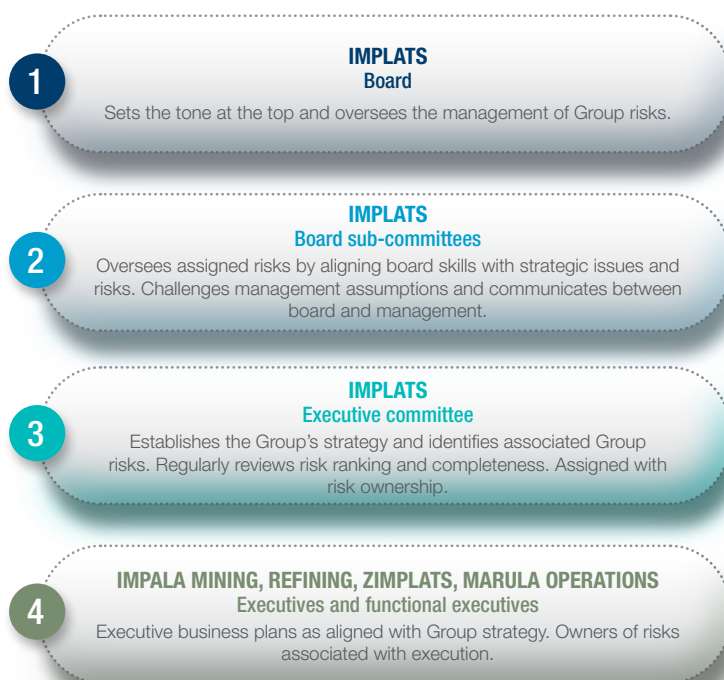 1
IMPLATS
Board
Sets the tone at the top and oversees the management of Group risks.
2
IMPLATS
Board sub-committees
Oversees assigned risks by aligning board skills with strategic issues and
risks. Challenges management assumptions and communicates between
board and management.
3
IMPLATS
Executive committee
Establishes the Group's strategy and identifies associated Group
risks. Regularly reviews risk ranking and completeness. Assigned with
risk ownership.
4
IMPALA MINING, REFINING, ZIMPLATS, MARULA OPERATIONS
Executives and functional executives
Executive business plans as aligned with Group strategy. Owners of risks
associated with execution.